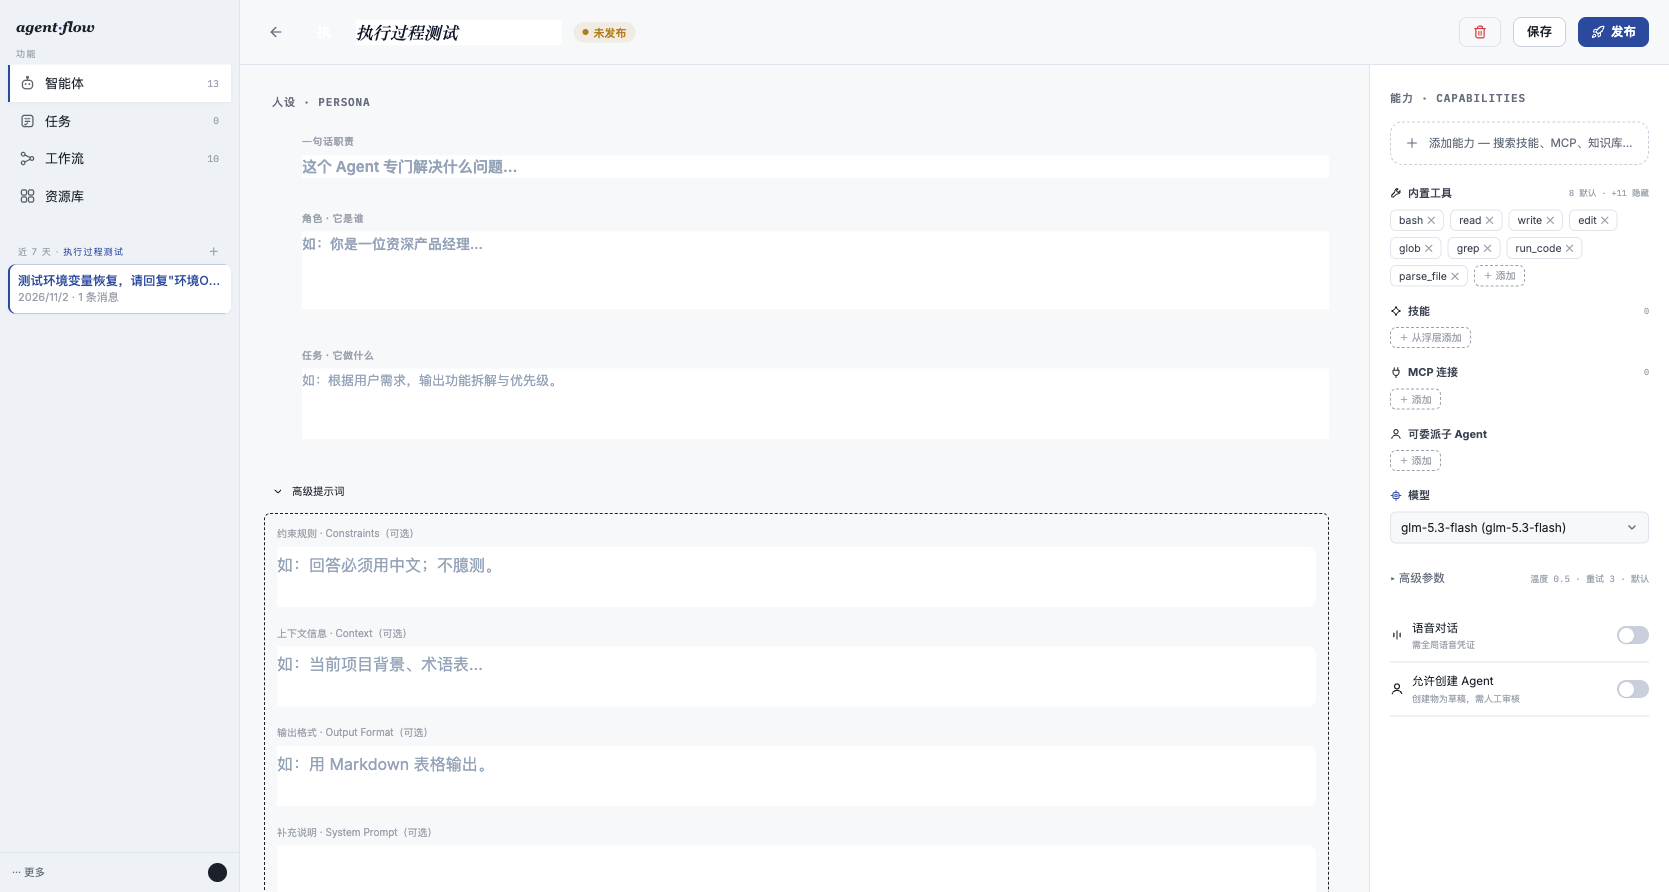 agent·flow
功能
智能体 13
任务 0
工作流 10
资源库
近 7 天 · 执行过程测试 +
测试环境变量恢复，请回复"环境O...
2026/11/2 · 1 条消息
··· 更多
执 执行过程测试 未发布
保存 发布
人设 · PERSONA
一句话职责
这个 Agent 专门解决什么问题...
角色 · 它是谁
如：你是一位资深产品经理...
任务 · 它做什么
如：根据用户需求，输出功能拆解与优先级。
高级提示词
约束规则 · Constraints（可选）
如：回答必须用中文；不臆测。
上下文信息 · Context（可选）
如：当前项目背景、术语表...
输出格式 · Output Format（可选）
如：用 Markdown 表格输出。
补充说明 · System Prompt（可选）
能力 · CAPABILITIES
+ 添加能力 — 搜索技能、MCP、知识库...
内置工具 8 默认 · +11 隐藏
bash × read × write × edit ×
glob × grep × run_code ×
parse_file × + 添加
技能 0
+ 从浮层添加
MCP 连接 0
+ 添加
可委派子 Agent
+ 添加
模型
glm-5.3-flash (glm-5.3-flash)
▸ 高级参数 温度 0.5 · 重试 3 · 默认
语音对话
需全局语音凭证
允许创建 Agent
创建物为草稿，需人工审核